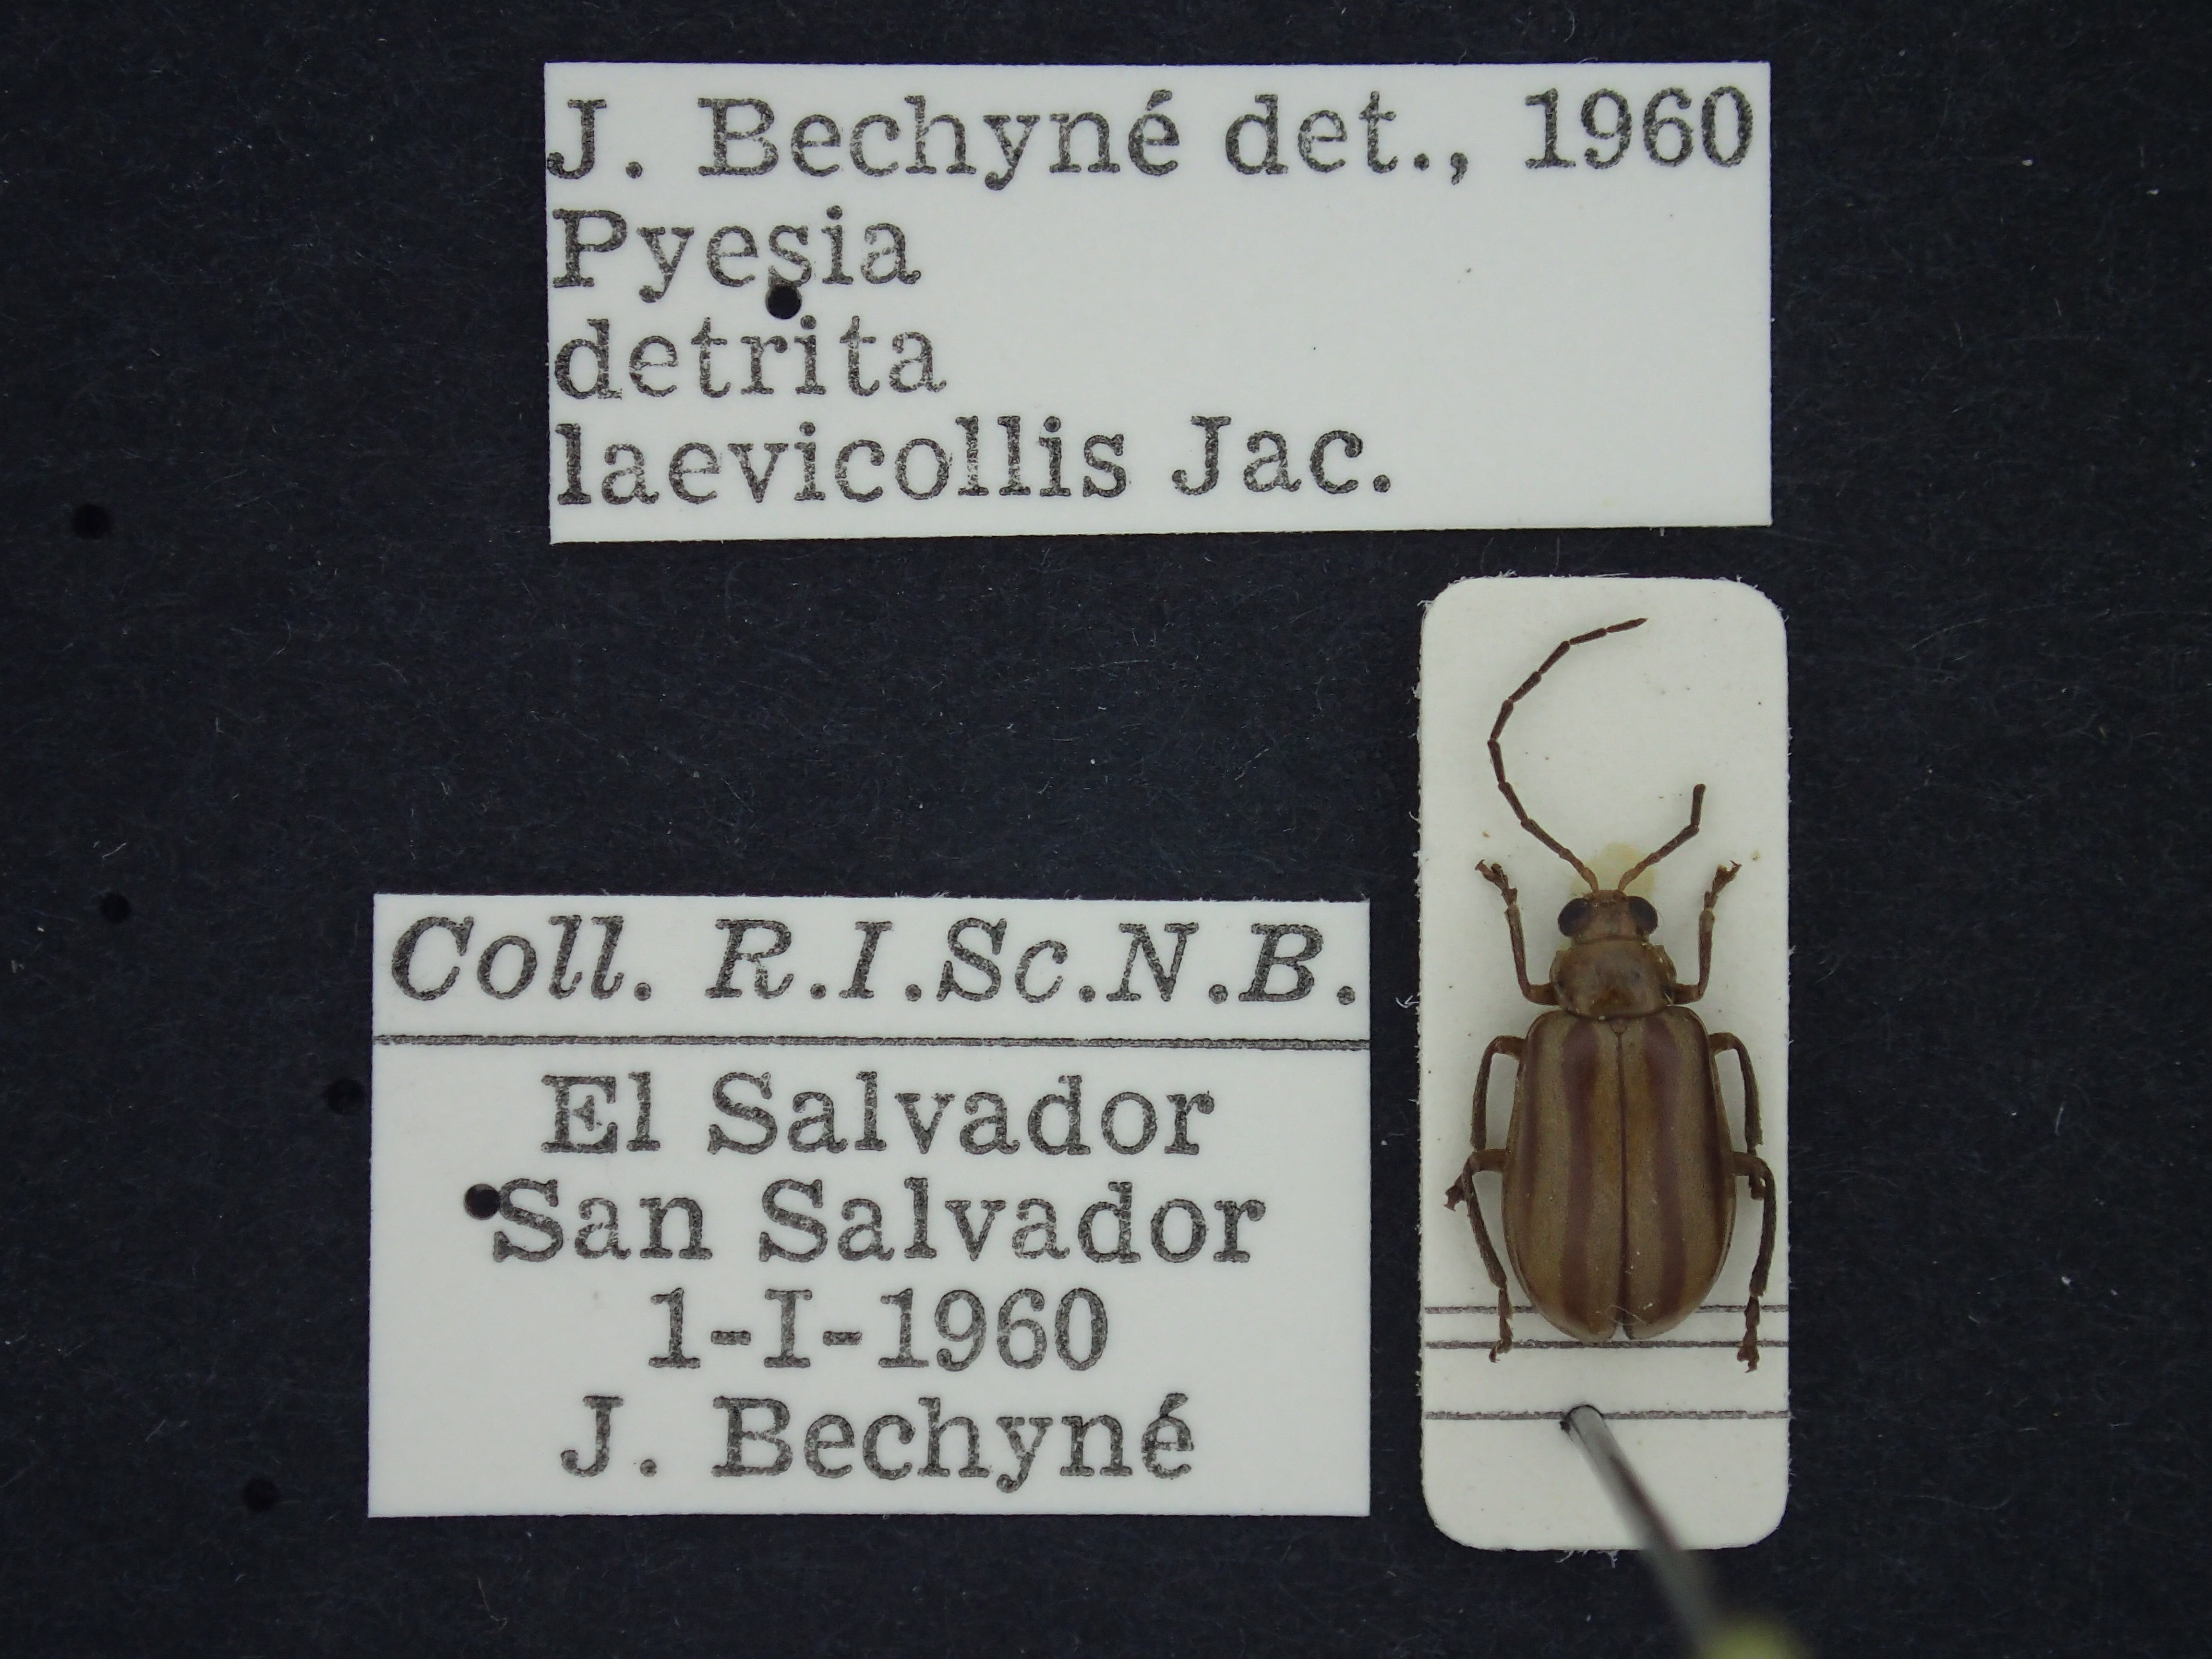 J. Bechyné det., 1960
Pyesia
detrita
laevicollis Jac.
Coll. R.I.Sc.N.B.
El Salvador
San Salvador
1-I-1960
J. Bechyné